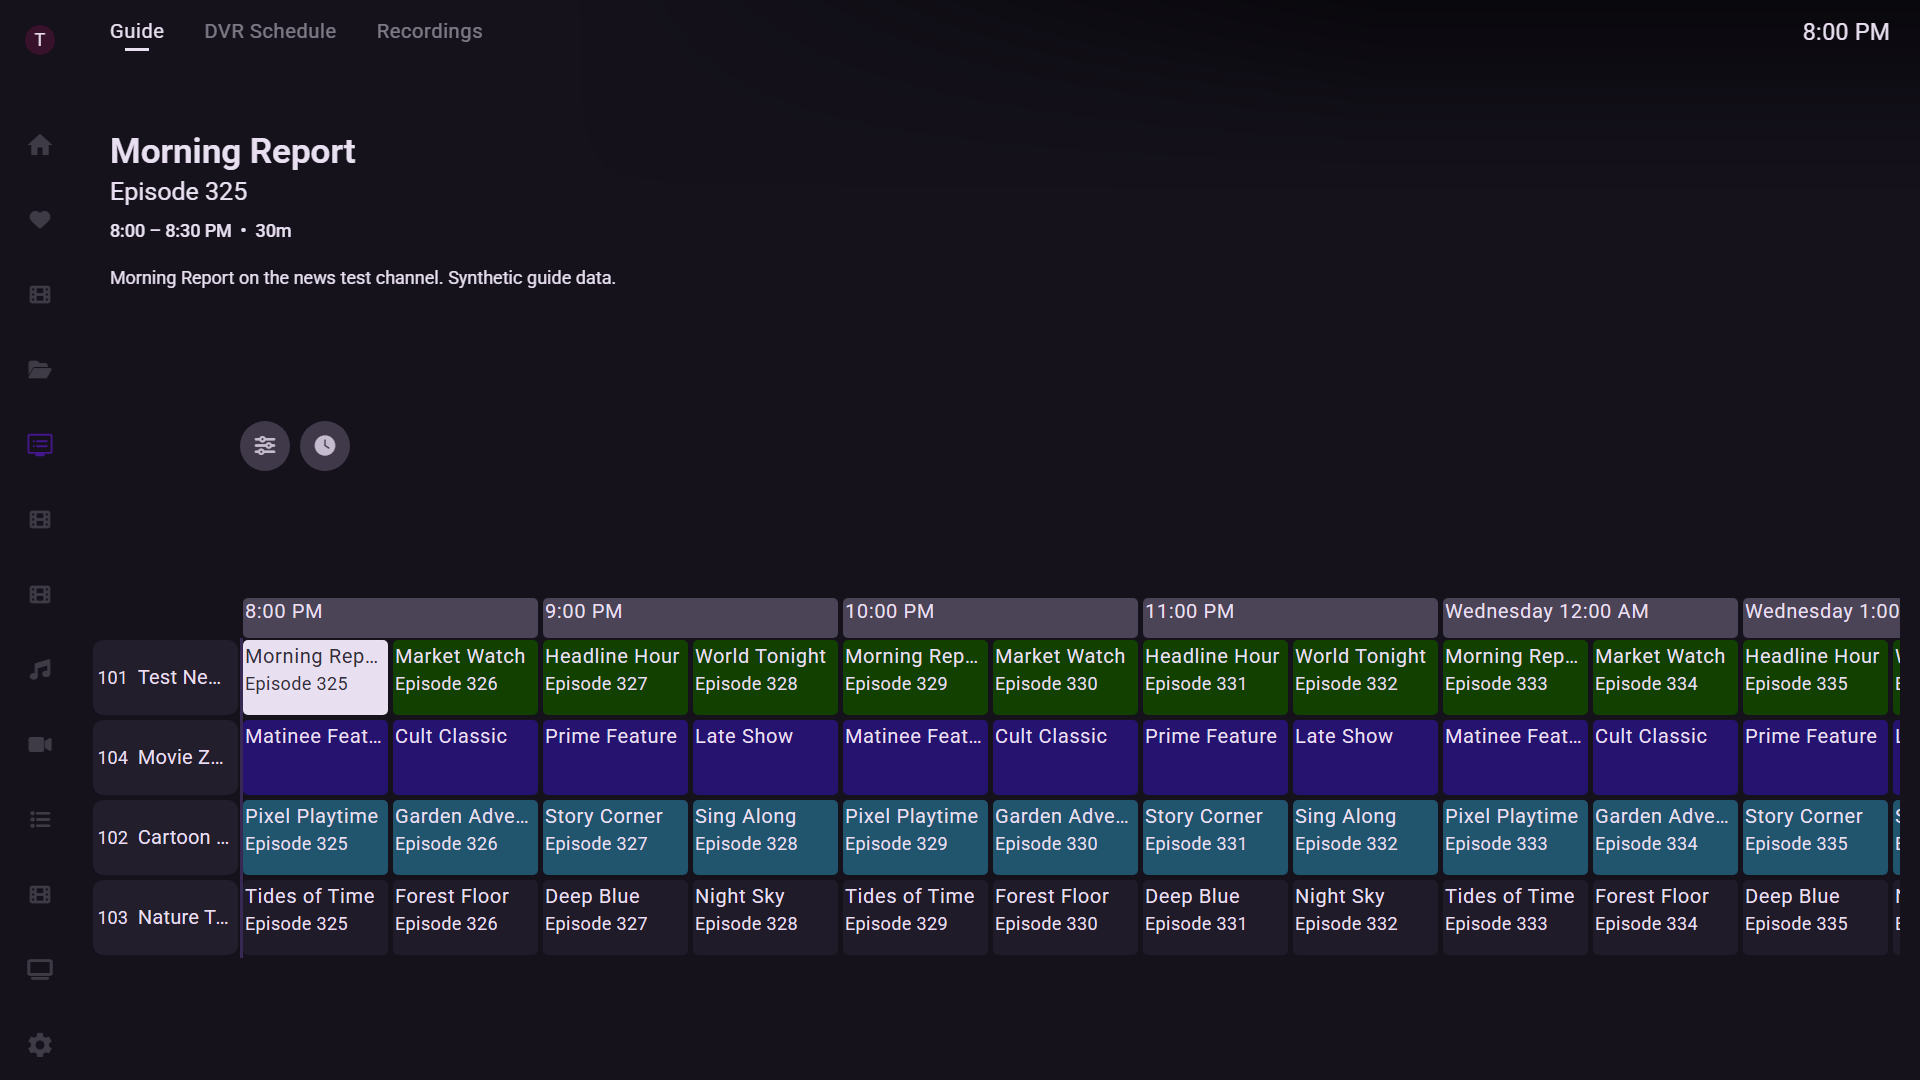 T
Guide DVR Schedule Recordings 8:00 PM
Morning Report
Episode 325
8:00 – 8:30 PM • 30m
Morning Report on the news test channel. Synthetic guide data.
8:00 PM 9:00 PM 10:00 PM 11:00 PM Wednesday 12:00 AM Wednesday 1:00
101 Test Ne... Morning Rep... Market Watch Headline Hour World Tonight Morning Rep... Market Watch Headline Hour World Tonight Morning Rep... Market Watch Headline Hour
Episode 325 Episode 326 Episode 327 Episode 328 Episode 329 Episode 330 Episode 331 Episode 332 Episode 333 Episode 334 Episode 335
104 Movie Z... Matinee Feat... Cult Classic Prime Feature Late Show Matinee Feat... Cult Classic Prime Feature Late Show Matinee Feat... Cult Classic Prime Feature
102 Cartoon ... Pixel Playtime Garden Adve... Story Corner Sing Along Pixel Playtime Garden Adve... Story Corner Sing Along Pixel Playtime Garden Adve... Story Corner
Episode 325 Episode 326 Episode 327 Episode 328 Episode 329 Episode 330 Episode 331 Episode 332 Episode 333 Episode 334 Episode 335
103 Nature T... Tides of Time Forest Floor Deep Blue Night Sky Tides of Time Forest Floor Deep Blue Night Sky Tides of Time Forest Floor Deep Blue
Episode 325 Episode 326 Episode 327 Episode 328 Episode 329 Episode 330 Episode 331 Episode 332 Episode 333 Episode 334 Episode 335